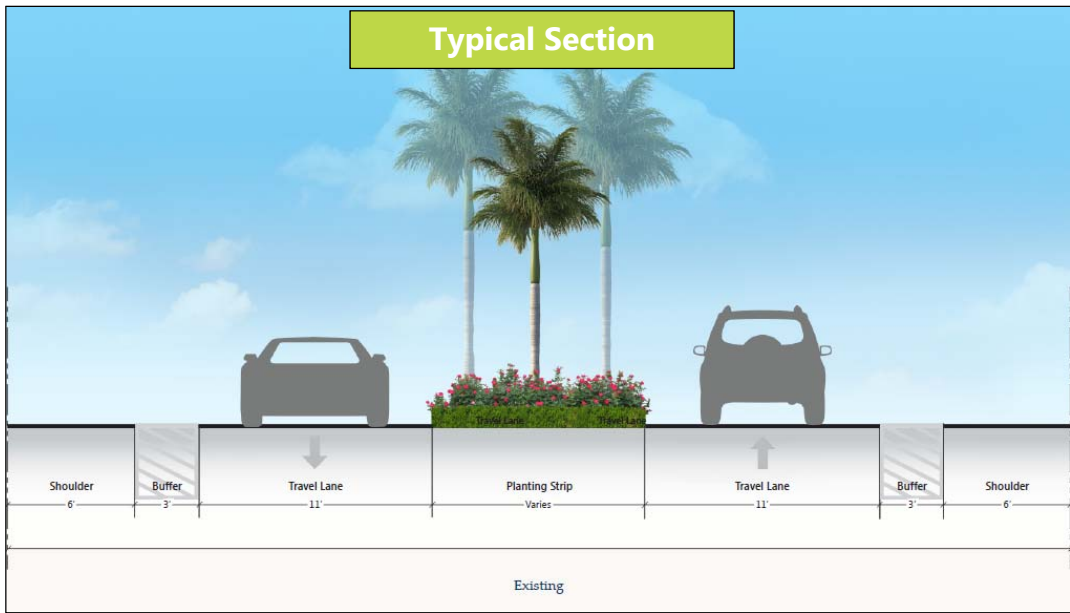 Typical Section
Travel Lane Travel Lane
Shoulder Buffer Travel Lane Planting Strip Travel Lane Buffer Shoulder
6' 3' 11' Varies 11' 3' 6'
Existing